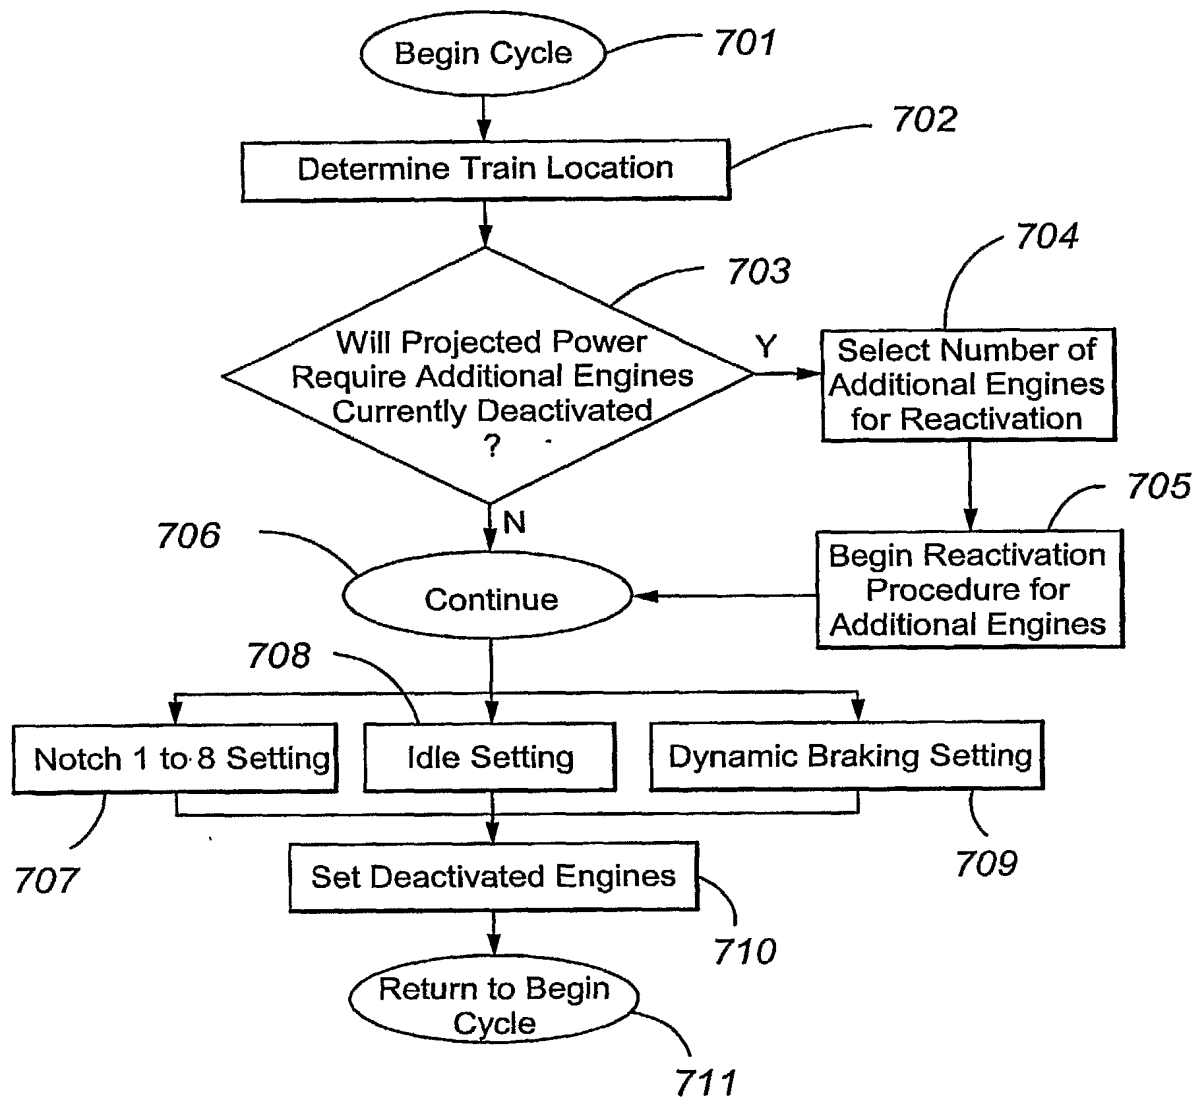 Begin Cycle
701
702
Determine Train Location
703
704
Will Projected Power
Require Additional Engines
Currently Deactivated
?
Y
Select Number of
Additional Engines
for Reactivation
705
N
706
Begin Reactivation
Procedure for
Additional Engines
Continue
708
Notch 1 to 8 Setting
Idle Setting
Dynamic Braking Setting
707
709
Set Deactivated Engines
710
Return to Begin
Cycle
711